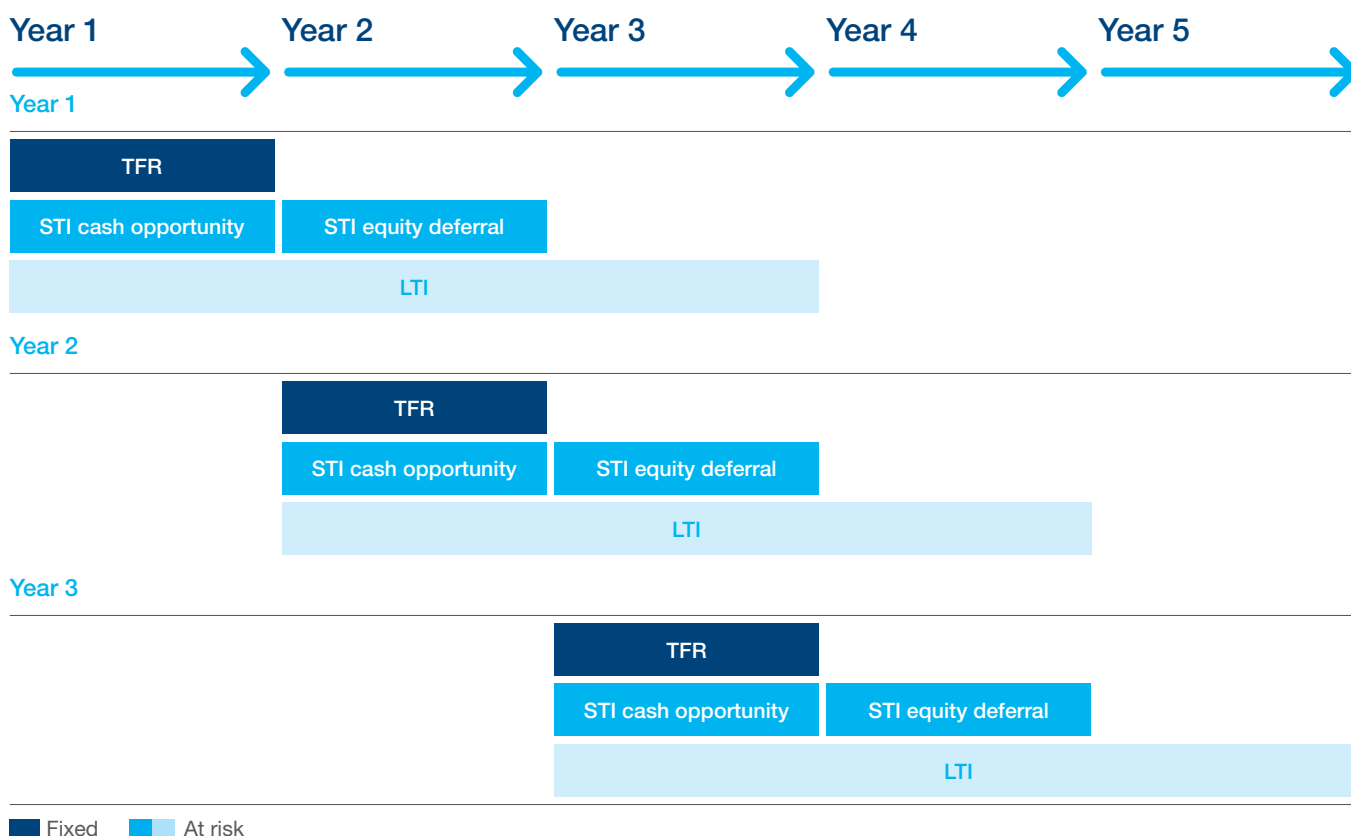 Year 1 Year 2 Year 3 Year 4 Year 5
Year 1
TFR
STI cash opportunity STI equity deferral
LTI
Year 2
TFR
STI cash opportunity STI equity deferral
LTI
Year 3
TFR
STI cash opportunity STI equity deferral
LTI
Fixed At risk